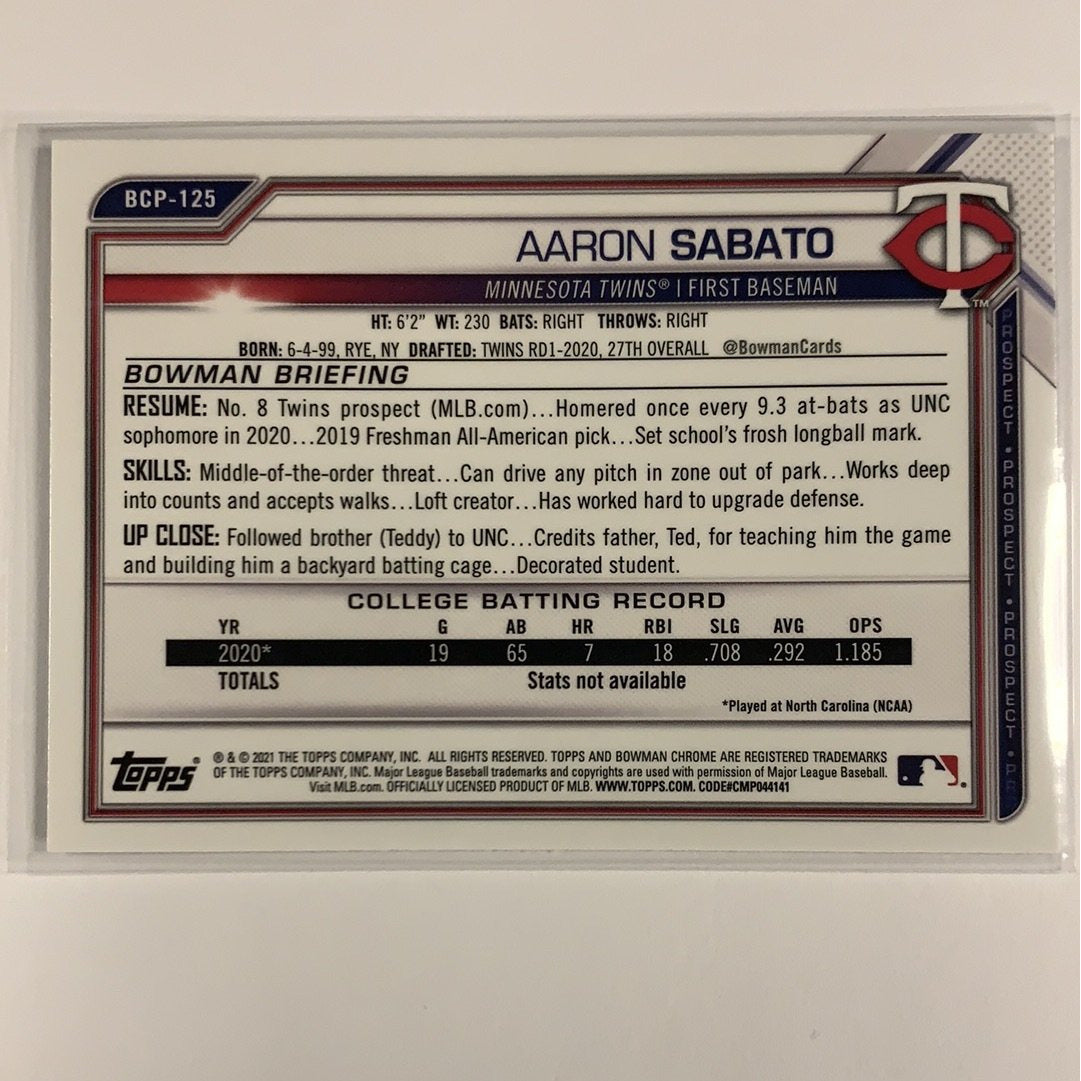 BCP-125
AARON SABATO
MINNESOTA TWINS® | FIRST BASEMAN
TC
TM
HT: 6'2" WT: 230 BATS: RIGHT THROWS: RIGHT
BORN: 6-4-99, RYE, NY DRAFTED: TWINS RD1-2020, 27TH OVERALL @BowmanCards
BOWMAN BRIEFING
RESUME: No. 8 Twins prospect (MLB.com)...Homered once every 9.3 at-bats as UNC
sophomore in 2020...2019 Freshman All-American pick...Set school's frosh longball mark.
SKILLS: Middle-of-the-order threat...Can drive any pitch in zone out of park...Works deep
into counts and accepts walks...Loft creator...Has worked hard to upgrade defense.
UP CLOSE: Followed brother (Teddy) to UNC...Credits father, Ted, for teaching him the game
and building him a backyard batting cage...Decorated student.
COLLEGE BATTING RECORD
YR G AB HR RBI SLG AVG OPS
2020* 19 65 7 18 .708 .292 1.185
TOTALS Stats not available
*Played at North Carolina (NCAA)
PROSPECT • PROSPECT • PROSPECT • PR
topps®
® & © 2021 THE TOPPS COMPANY, INC. ALL RIGHTS RESERVED. TOPPS AND BOWMAN CHROME ARE REGISTERED TRADEMARKS
OF THE TOPPS COMPANY, INC. Major League Baseball trademarks and copyrights are used with permission of Major League Baseball.
Visit MLB.com. OFFICIALLY LICENSED PRODUCT OF MLB. WWW.TOPPS.COM. CODE#CMP044141